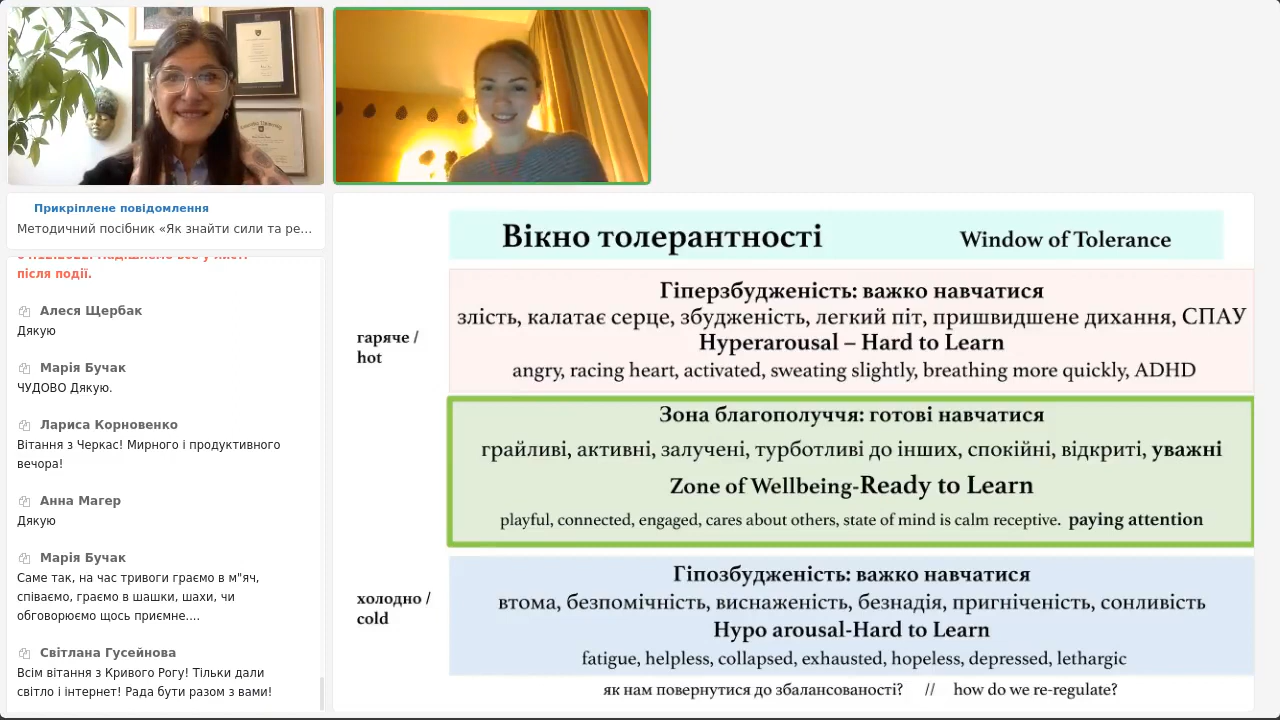 Прикріплене повідомлення
Методичний посібник «Як знайти сили та ре...
після події.
Алеся Щербак
Дякую
Марія Бучак
ЧУДОВО Дякую.
Лариса Корновенко
Вітання з Черкас! Мирного і продуктивного
вечора!
Анна Магер
Дякую
Марія Бучак
Саме так, на час тривоги граємо в м"яч,
співаємо, граємо в шашки, шахи, чи
обговорюємо щось приємне....
Світлана Гусейнова
Всім вітання з Кривого Рогу! Тільки дали
світло і інтернет! Рада бути разом з вами!
Вікно толерантності Window of Tolerance
гаряче /
hot
Гіперзбудженість: важко навчатися
злість, калатає серце, збудженість, легкий піт, пришвидшене дихання, СПАУ
Hyperarousal – Hard to Learn
angry, racing heart, activated, sweating slightly, breathing more quickly, ADHD
Зона благополуччя: готові навчатися
грайливі, активні, залучені, турботливі до інших, спокійні, відкриті, уважні
Zone of Wellbeing-Ready to Learn
playful, connected, engaged, cares about others, state of mind is calm receptive. paying attention
холодно /
cold
Гіпозбудженість: важко навчатися
втома, безпомічність, виснаженість, безнадія, пригніченість, сонливість
Hypo arousal-Hard to Learn
fatigue, helpless, collapsed, exhausted, hopeless, depressed, lethargic
як нам повернутися до збалансованості? // how do we re-regulate?